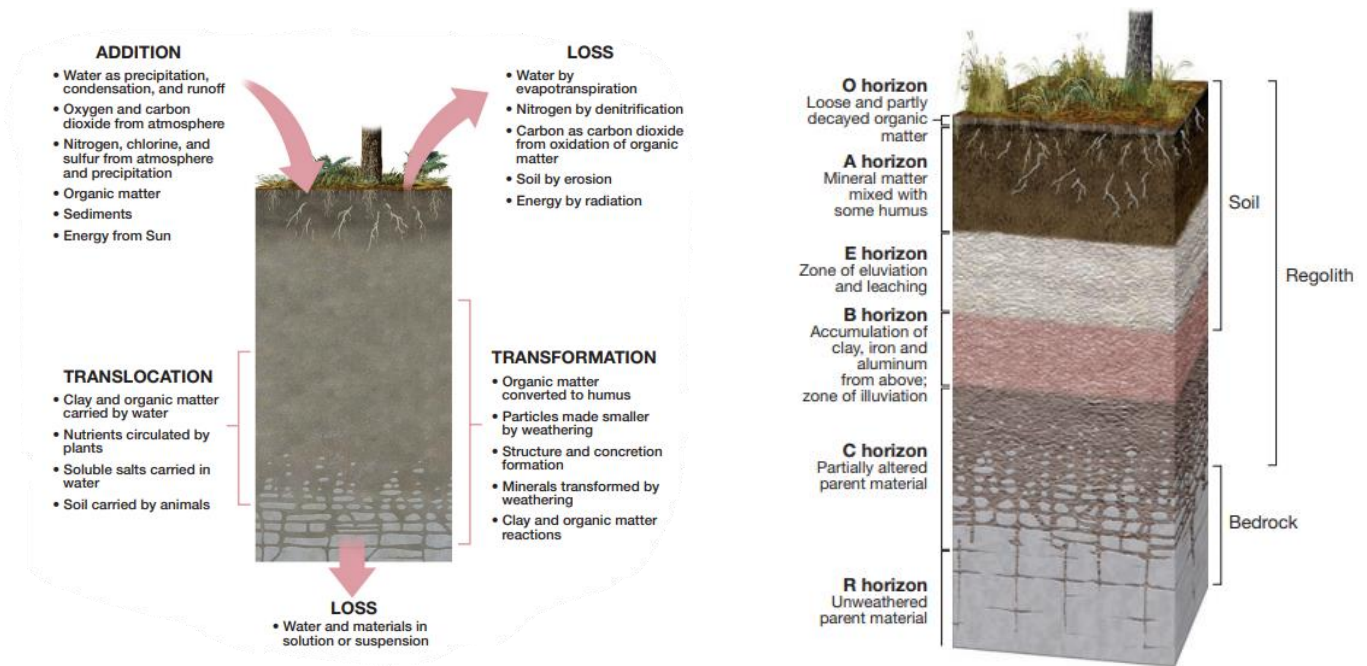 ADDITION
• Water as precipitation,
condensation, and runoff
• Oxygen and carbon
dioxide from atmosphere
• Nitrogen, chlorine, and
sulfur from atmosphere
and precipitation
• Organic matter
• Sediments
• Energy from Sun
LOSS
• Water by
evapotranspiration
• Nitrogen by denitrification
• Carbon as carbon dioxide
from oxidation of organic
matter
• Soil by erosion
• Energy by radiation
TRANSLOCATION
• Clay and organic matter
carried by water
• Nutrients circulated by
plants
• Soluble salts carried in
water
• Soil carried by animals
TRANSFORMATION
• Organic matter
converted to humus
• Particles made smaller
by weathering
• Structure and concretion
formation
• Minerals transformed by
weathering
• Clay and organic matter
reactions
LOSS
• Water and materials in
solution or suspension
O horizon
Loose and partly
decayed organic
matter
A horizon
Mineral matter
mixed with
some humus
E horizon
Zone of eluviation
and leaching
B horizon
Accumulation of
clay, iron and
aluminum
from above;
zone of illuviation
C horizon
Partially altered
parent material
R horizon
Unweathered
parent material
Soil
Regolith
Bedrock